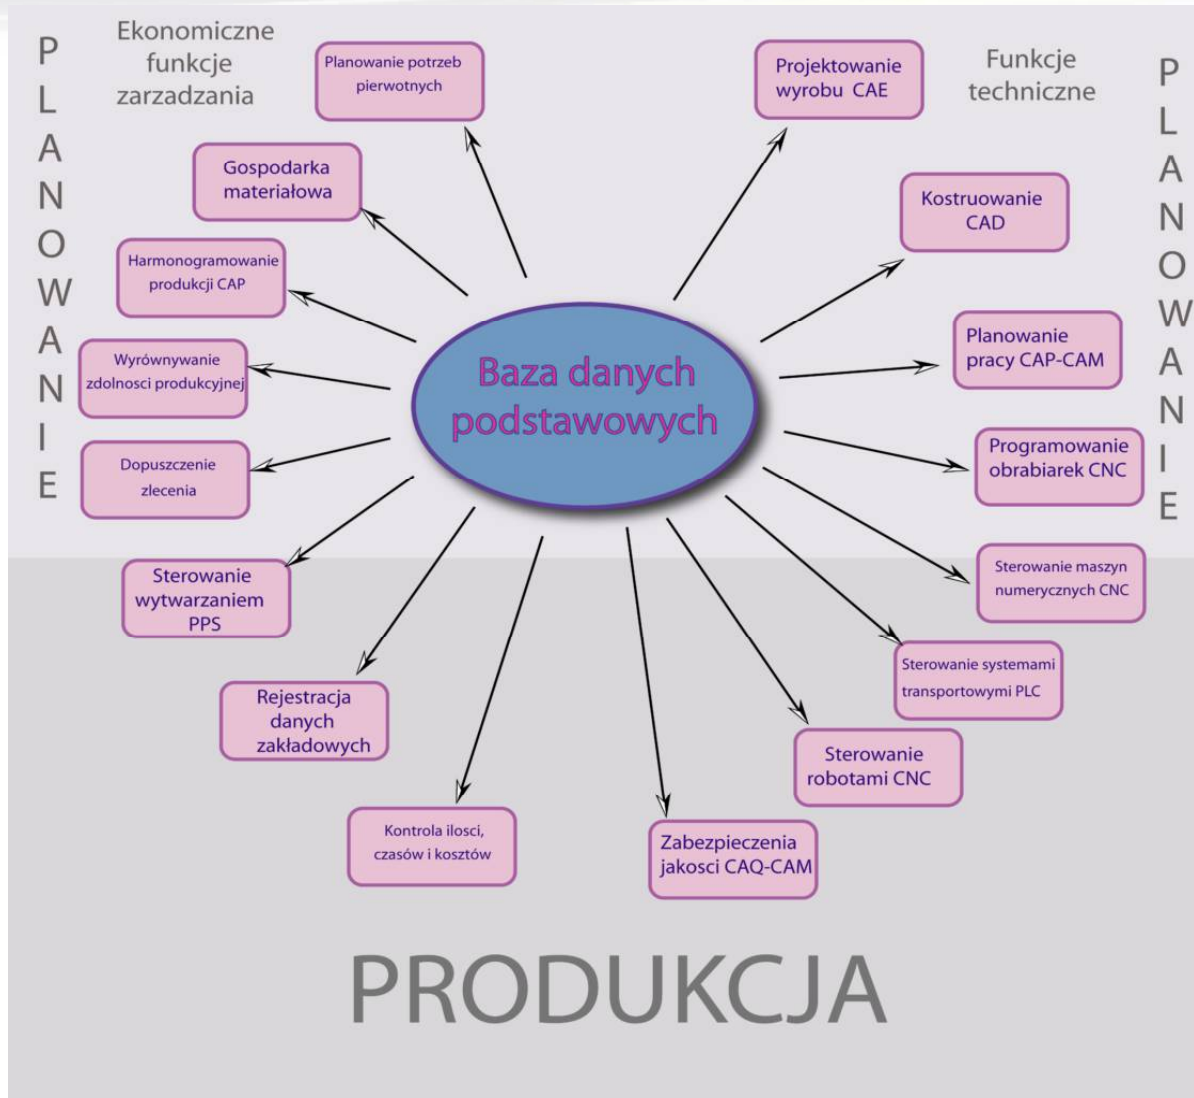 PLANOWANIE
Ekonomiczne
funkcje
zarzadzania
Planowanie potrzeb
pierwotnych
Projektowanie
wyrobu CAE
Funkcje
techniczne
PLANOWANIE
Gospodarka
materiałowa
Kostruowanie
CAD
Harmonogramowanie
produkcji CAP
Planowanie
pracy CAP-CAM
Wyrównywanie
zdolnosci produkcyjnej
Baza danych
podstawowych
Programowanie
obrabiarek CNC
Dopuszczenie
zlecenia
Sterowanie maszyn
numerycznych CNC
Sterowanie
wytwarzaniem
PPS
Sterowanie systemami
transportowymi PLC
Rejestracja
danych
zakładowych
Sterowanie
robotami CNC
Kontrola ilosci,
czasów i kosztów
Zabezpieczenia
jakosci CAQ-CAM
PRODUKCJA